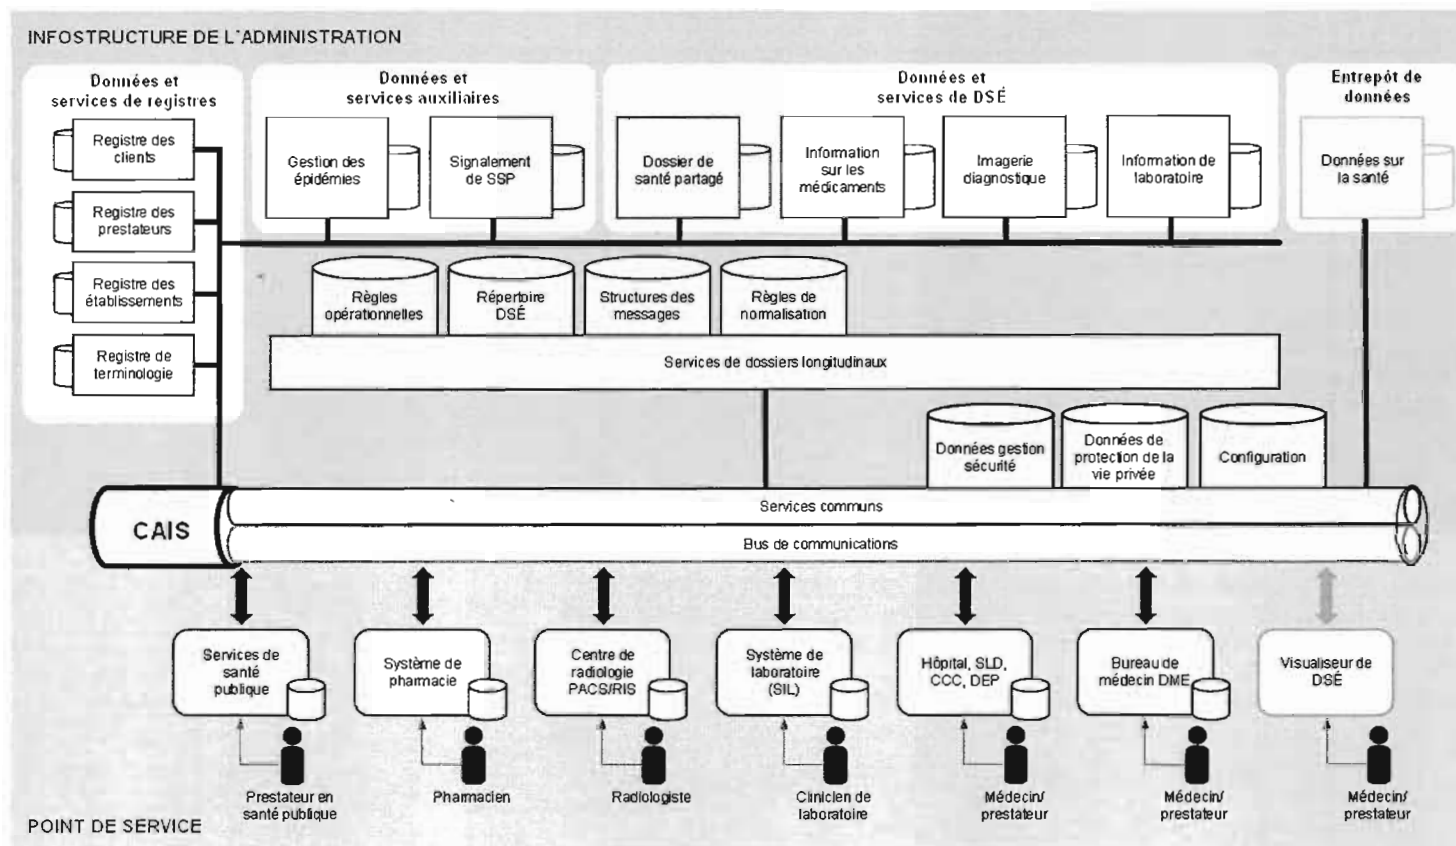 INFOSTRUCTURE DE L'ADMINISTRATION
Données et
services de registres
Registre des
clients
Registre des
prestateurs
Registre des
établissements
Registre de
terminologie
Données et
services auxiliaires
Gestion des
épidémies
Signalement
de SSP
Données et
services de DSÉ
Dossier de
santé partagé
Information
sur les
médicaments
Imagerie
diagnostique
Information de
laboratoire
Entrepôt de
données
Données sur
la santé
Règles
opérationnelles
Répertoire
DSÉ
Structures des
messages
Règles de
normalisation
Services de dossiers longitudinaux
Données gestion
sécurité
Données de
protection de la
vie privée
Configuration
CAIS
Services communs
Bus de communications
Services de
santé
publique
Système de
pharmacie
Centre de
radiologie
PACS/RIS
Système de
laboratoire
(SIL)
Hôpital, SLD,
CCC, DEP
Bureau de
médecin DME
Visualiseur de
DSÉ
Prestateur en
santé publique
Pharmacien
Radiologiste
Clinicien de
laboratoire
Médecin/
prestateur
Médecin/
prestateur
Médecin/
prestateur
POINT DE SERVICE